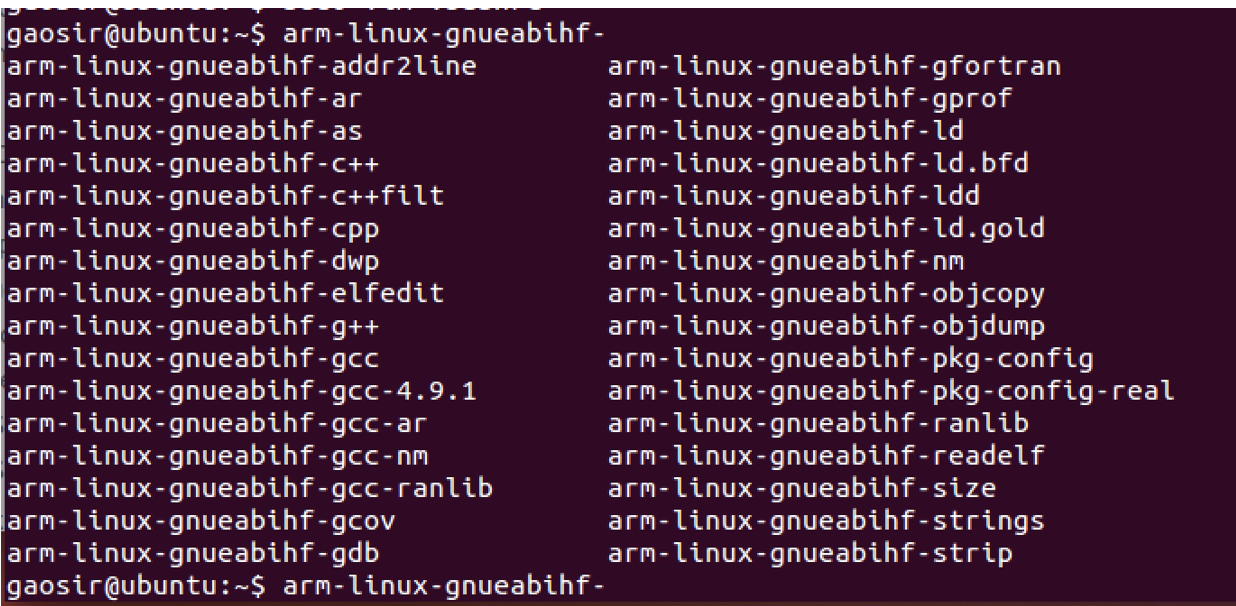 gaosir@ubuntu:~$ arm-linux-gnueabihf-
arm-linux-gnueabihf-addr2line arm-linux-gnueabihf-gfortran
arm-linux-gnueabihf-ar arm-linux-gnueabihf-gprof
arm-linux-gnueabihf-as arm-linux-gnueabihf-ld
arm-linux-gnueabihf-c++ arm-linux-gnueabihf-ld.bfd
arm-linux-gnueabihf-c++filt arm-linux-gnueabihf-ldd
arm-linux-gnueabihf-cpp arm-linux-gnueabihf-ld.gold
arm-linux-gnueabihf-dwp arm-linux-gnueabihf-nm
arm-linux-gnueabihf-elfedit arm-linux-gnueabihf-objcopy
arm-linux-gnueabihf-g++ arm-linux-gnueabihf-objdump
arm-linux-gnueabihf-gcc arm-linux-gnueabihf-pkg-config
arm-linux-gnueabihf-gcc-4.9.1 arm-linux-gnueabihf-pkg-config-real
arm-linux-gnueabihf-gcc-ar arm-linux-gnueabihf-ranlib
arm-linux-gnueabihf-gcc-nm arm-linux-gnueabihf-readelf
arm-linux-gnueabihf-gcc-ranlib arm-linux-gnueabihf-size
arm-linux-gnueabihf-gcov arm-linux-gnueabihf-strings
arm-linux-gnueabihf-gdb arm-linux-gnueabihf-strip
gaosir@ubuntu:~$ arm-linux-gnueabihf-